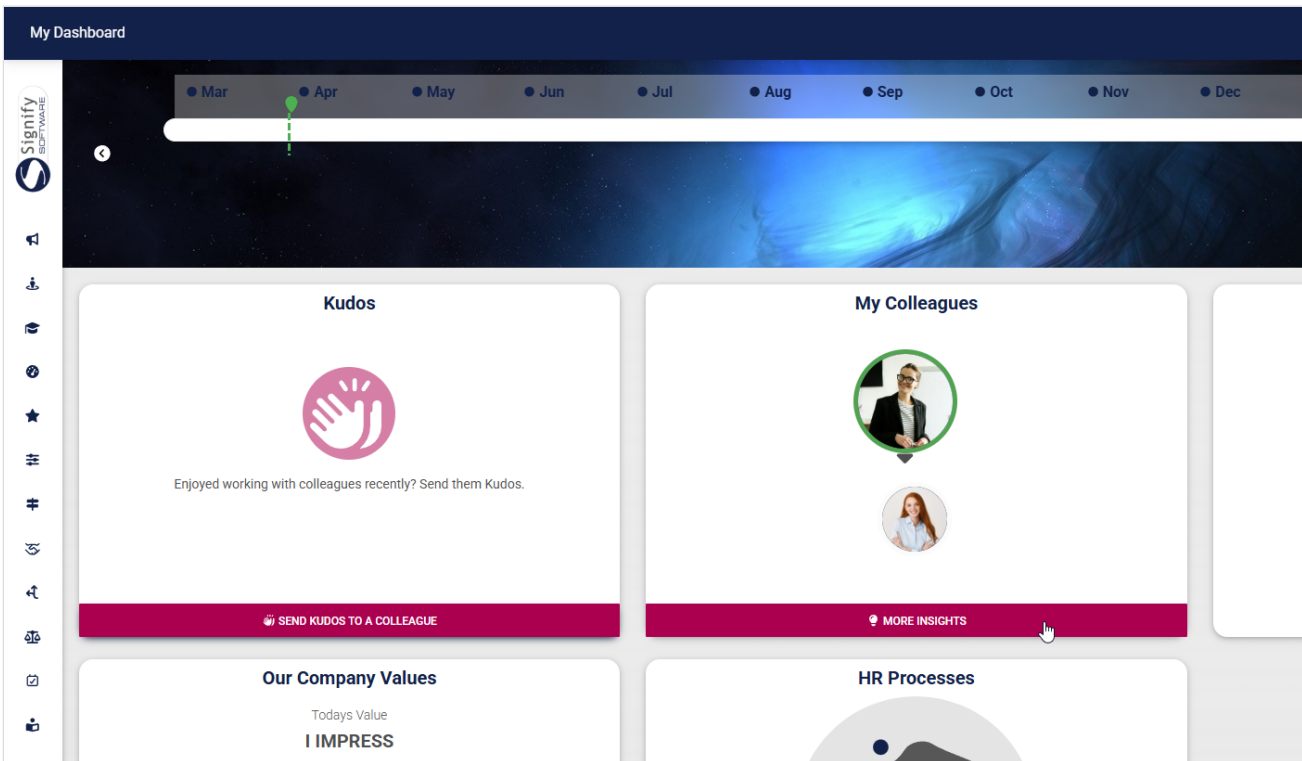 My Dashboard
Signify
SOFTWARE
Mar Apr May Jun Jul Aug Sep Oct Nov Dec
Kudos
Enjoyed working with colleagues recently? Send them Kudos.
SEND KUDOS TO A COLLEAGUE
My Colleagues
MORE INSIGHTS
Our Company Values
Todays Value
I IMPRESS
HR Processes